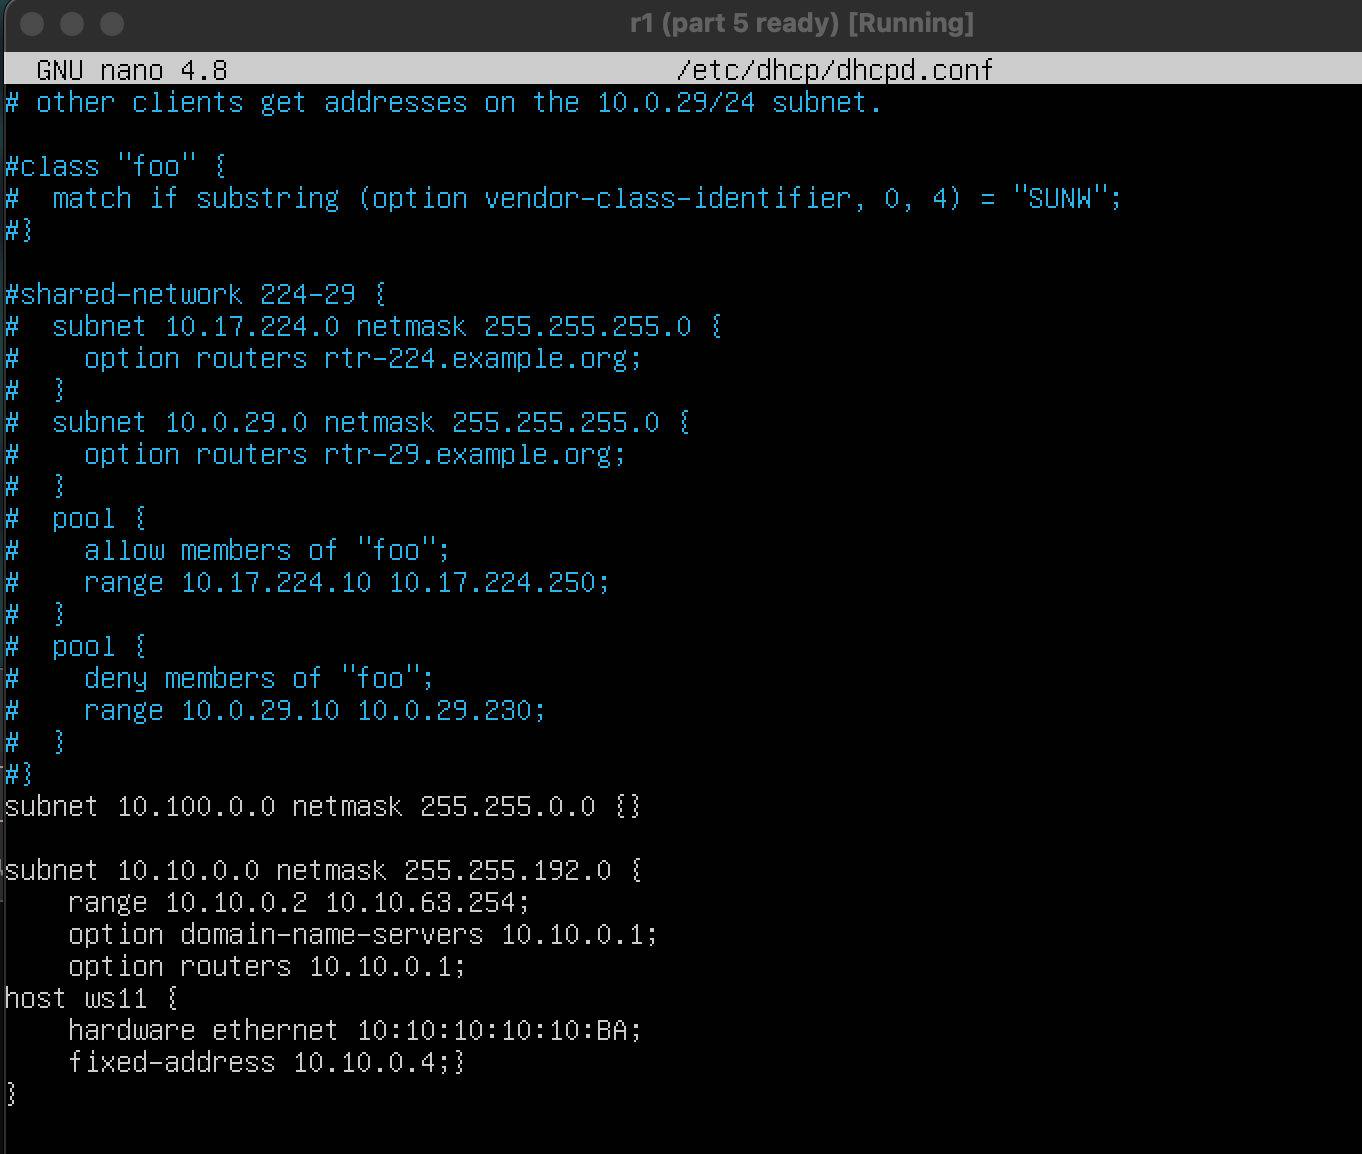 r1 (part 5 ready) [Running]
GNU nano 4.8 /etc/dhcp/dhcpd.conf
# other clients get addresses on the 10.0.29/24 subnet.
#class "foo" {
#  match if substring (option vendor-class-identifier, 0, 4) = "SUNW";
#}
#shared-network 224-29 {
#  subnet 10.17.224.0 netmask 255.255.255.0 {
#    option routers rtr-224.example.org;
#  }
#  subnet 10.0.29.0 netmask 255.255.255.0 {
#    option routers rtr-29.example.org;
#  }
#  pool {
#    allow members of "foo";
#    range 10.17.224.10 10.17.224.250;
#  }
#  pool {
#    deny members of "foo";
#    range 10.0.29.10 10.0.29.230;
#  }
#}
subnet 10.100.0.0 netmask 255.255.0.0 {}
subnet 10.10.0.0 netmask 255.255.192.0 {
    range 10.10.0.2 10.10.63.254;
    option domain-name-servers 10.10.0.1;
    option routers 10.10.0.1;
host ws11 {
    hardware ethernet 10:10:10:10:10:BA;
    fixed-address 10.10.0.4;}
}